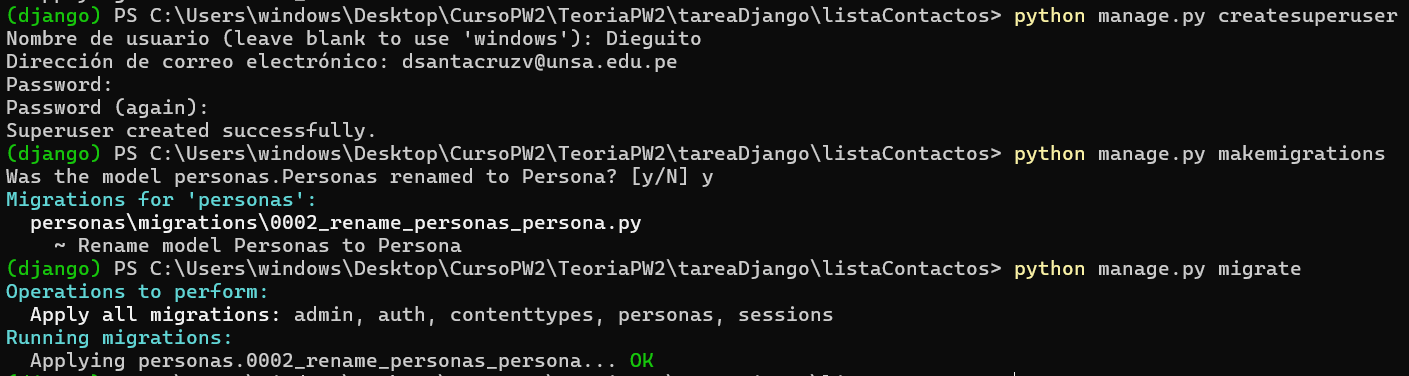 (django) PS C:\Users\windows\Desktop\CursoPW2\TeoriaPW2\tareaDjango\listaContactos> python manage.py createsuperuser
Nombre de usuario (leave blank to use 'windows'): Dieguito
Dirección de correo electrónico: dsantacruzv@unsa.edu.pe
Password:
Password (again):
Superuser created successfully.
(django) PS C:\Users\windows\Desktop\CursoPW2\TeoriaPW2\tareaDjango\listaContactos> python manage.py makemigrations
Was the model personas.Personas renamed to Persona? [y/N] y
Migrations for 'personas':
personas\migrations\0002_rename_personas_persona.py
~ Rename model Personas to Persona
(django) PS C:\Users\windows\Desktop\CursoPW2\TeoriaPW2\tareaDjango\listaContactos> python manage.py migrate
Operations to perform:
Apply all migrations: admin, auth, contenttypes, personas, sessions
Running migrations:
Applying personas.0002_rename_personas_persona... OK